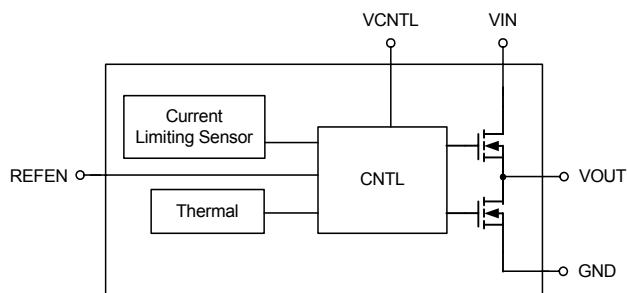 VCNTL
VIN
Current
Limiting Sensor
REFEN
CNTL
VOUT
Thermal
GND